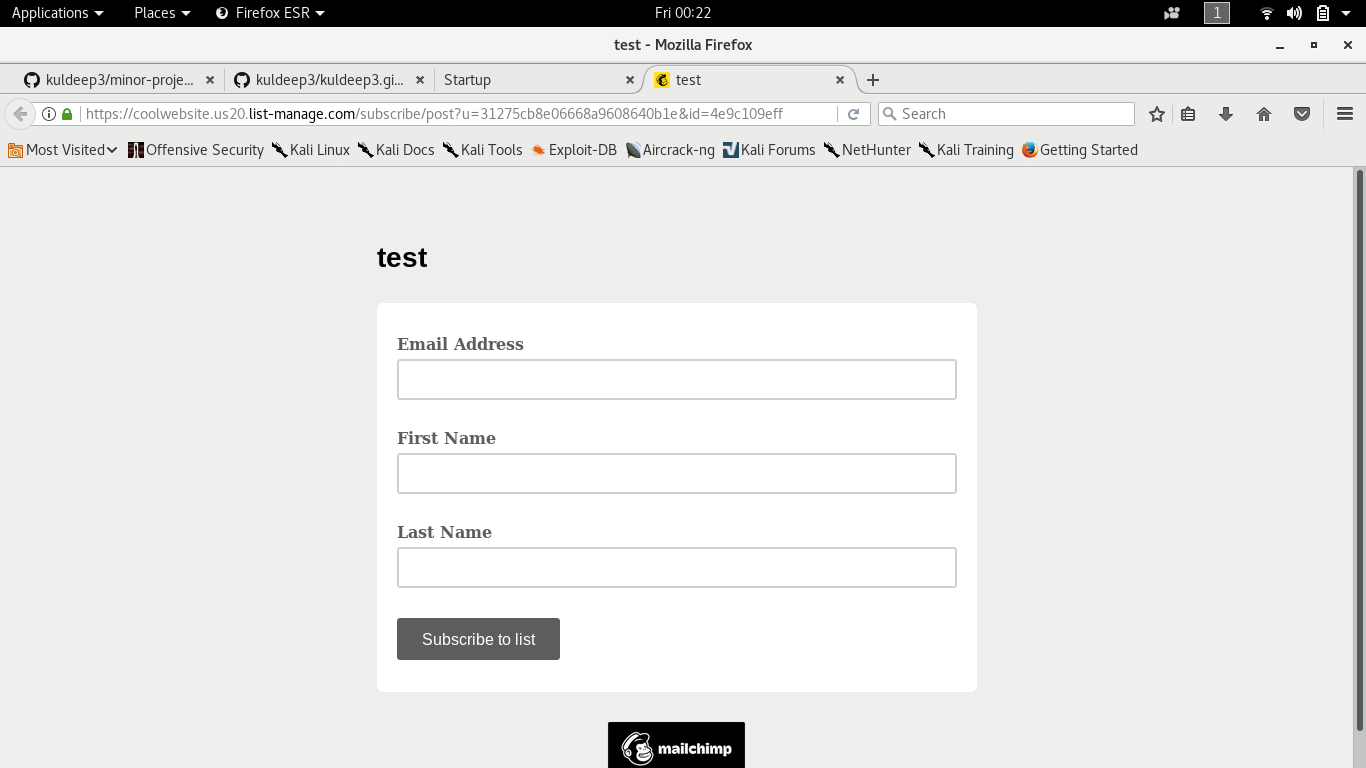 Applications Places Firefox ESR Fri 00:22 1
test - Mozilla Firefox
kuldeep3/minor-proje... kuldeep3/kuldeep3.gi... Startup test
https://coolwebsite.us20.list-manage.com/subscribe/post?u=31275cb8e06668a9608640b1e&id=4e9c109eff Search
Most Visited Offensive Security Kali Linux Kali Docs Kali Tools Exploit-DB Aircrack-ng Kali Forums NetHunter Kali Training Getting Started
test
Email Address
First Name
Last Name
Subscribe to list
mailchimp